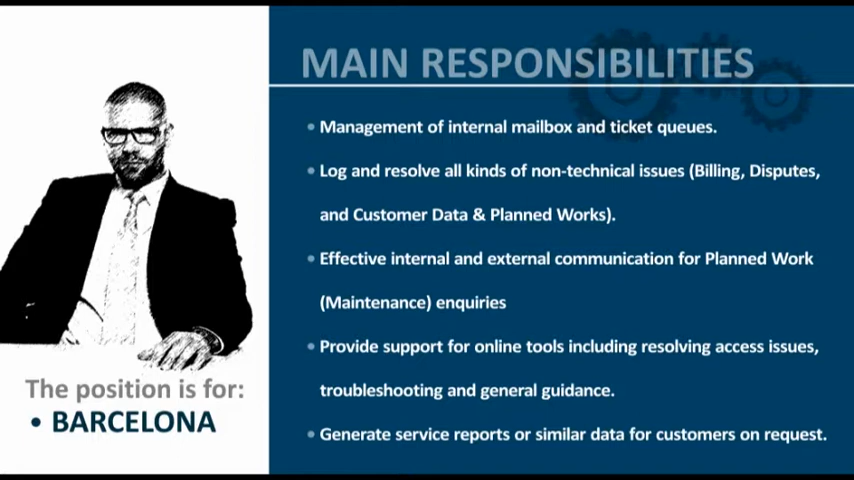 MAIN RESPONSIBILITIES
• Management of internal mailbox and ticket queues.
• Log and resolve all kinds of non-technical issues (Billing, Disputes,
and Customer Data & Planned Works).
• Effective internal and external communication for Planned Work
(Maintenance) enquiries
• Provide support for online tools including resolving access issues,
troubleshooting and general guidance.
• Generate service reports or similar data for customers on request.
The position is for:
• BARCELONA